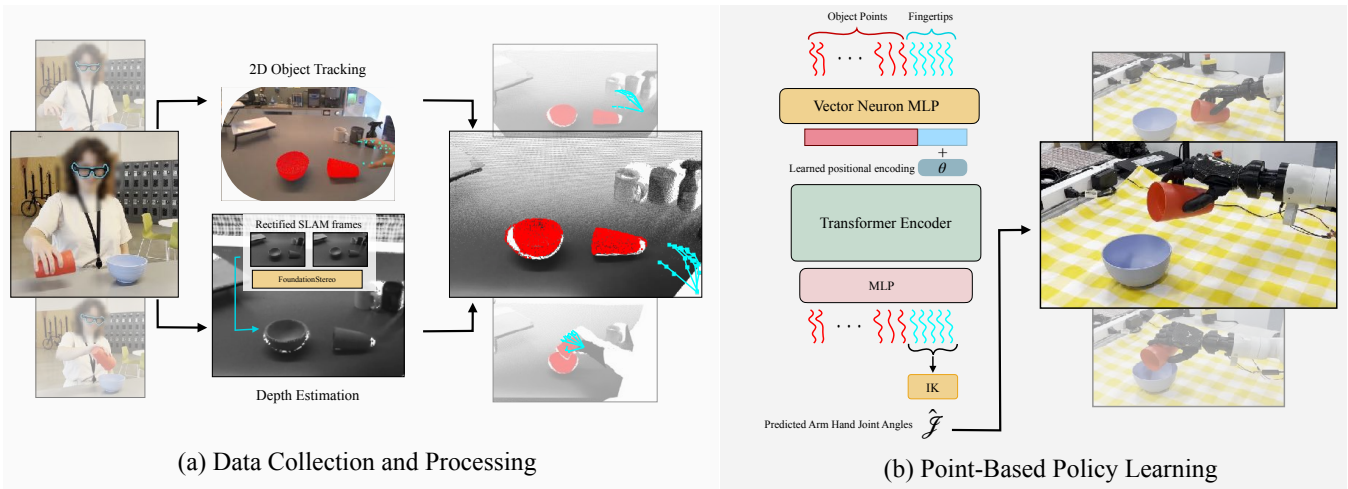 2D Object Tracking
Rectified SLAM frames
FoundationStereo
Depth Estimation
(a) Data Collection and Processing
Object Points
Fingertips
. . .
Vector Neuron MLP
+
Learned positional encoding
θ
Transformer Encoder
MLP
. . .
IK
Predicted Arm Hand Joint Angles
𝒥̂
(b) Point-Based Policy Learning